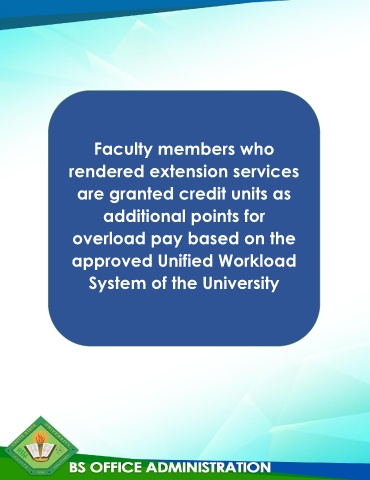 Faculty members who
rendered extension services
are granted credit units as
additional points for
overload pay based on the
approved Unified Workload
System of the University
BS OFFICE ADMINISTRATION